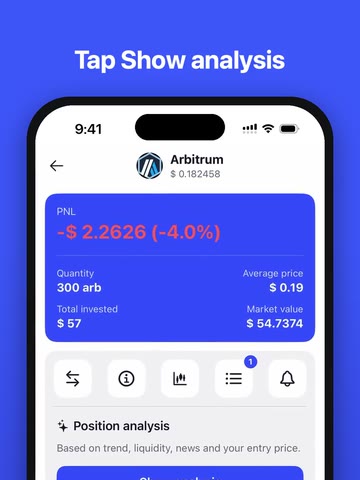 Tap Show analysis
9:41
Arbitrum
$ 0.182458
PNL
-$ 2.2626 (-4.0%)
Quantity
Average price
300 arb
$ 0.19
Total invested
Market value
$ 57
$ 54.7374
1
Position analysis
Based on trend, liquidity, news and your entry price.